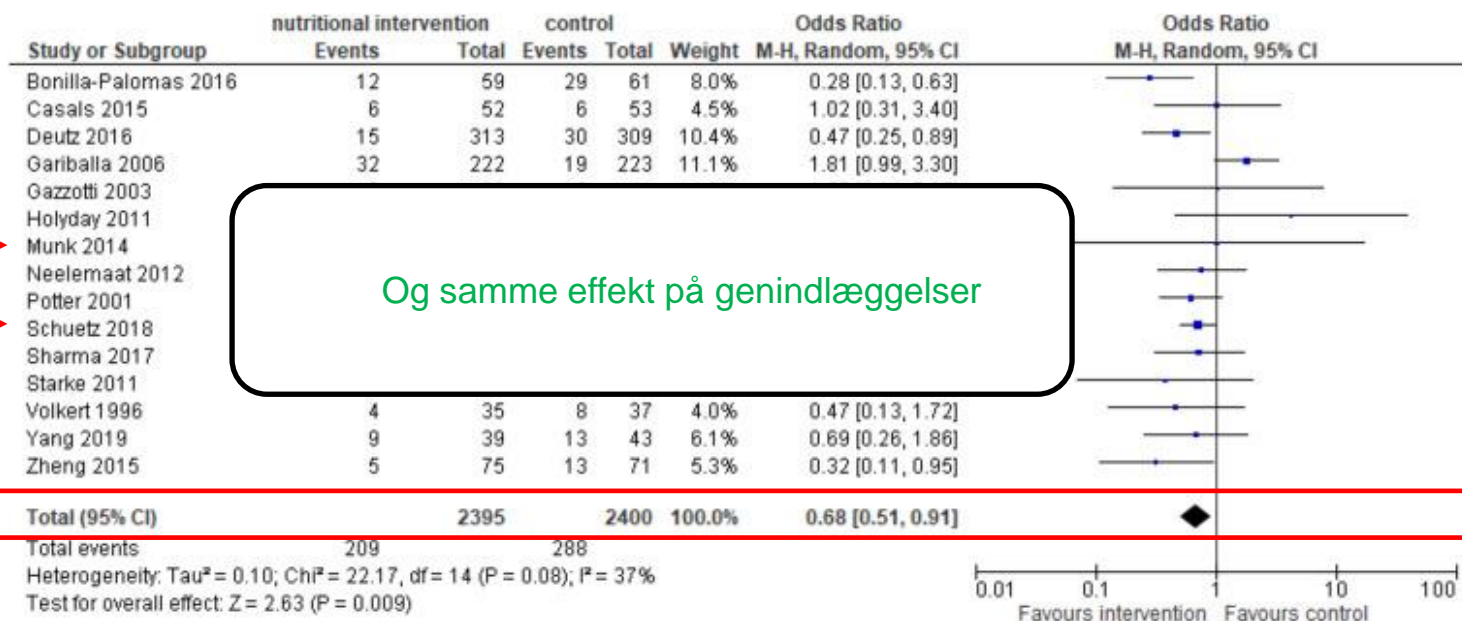 nutritional intervention control Odds Ratio Odds Ratio
Study or Subgroup Events Total Events Total Weight M-H, Random, 95% CI M-H, Random, 95% CI
Bonilla-Palomas 2016 12 59 29 61 8.0% 0.28 [0.13, 0.63]
Casals 2015 6 52 6 53 4.5% 1.02 [0.31, 3.40]
Deutz 2016 15 313 30 309 10.4% 0.47 [0.25, 0.89]
Gariballa 2006 32 222 19 223 11.1% 1.81 [0.99, 3.30]
Gazzotti 2003
Holyday 2011
Munk 2014
Neelemaat 2012
Og samme effekt på genindlæggelser
Potter 2001
Schuetz 2018
Sharma 2017
Starke 2011
Volkert 1996 4 35 8 37 4.0% 0.47 [0.13, 1.72]
Yang 2019 9 39 13 43 6.1% 0.69 [0.26, 1.86]
Zheng 2015 5 75 13 71 5.3% 0.32 [0.11, 0.95]
Total (95% CI) 2395 2400 100.0% 0.68 [0.51, 0.91]
Total events 209 288
Heterogeneity: Tau² = 0.10; Chi² = 22.17, df = 14 (P = 0.08); I² = 37%
Test for overall effect: Z = 2.63 (P = 0.009)
0.01 0.1 1 10 100
Favours intervention Favours control